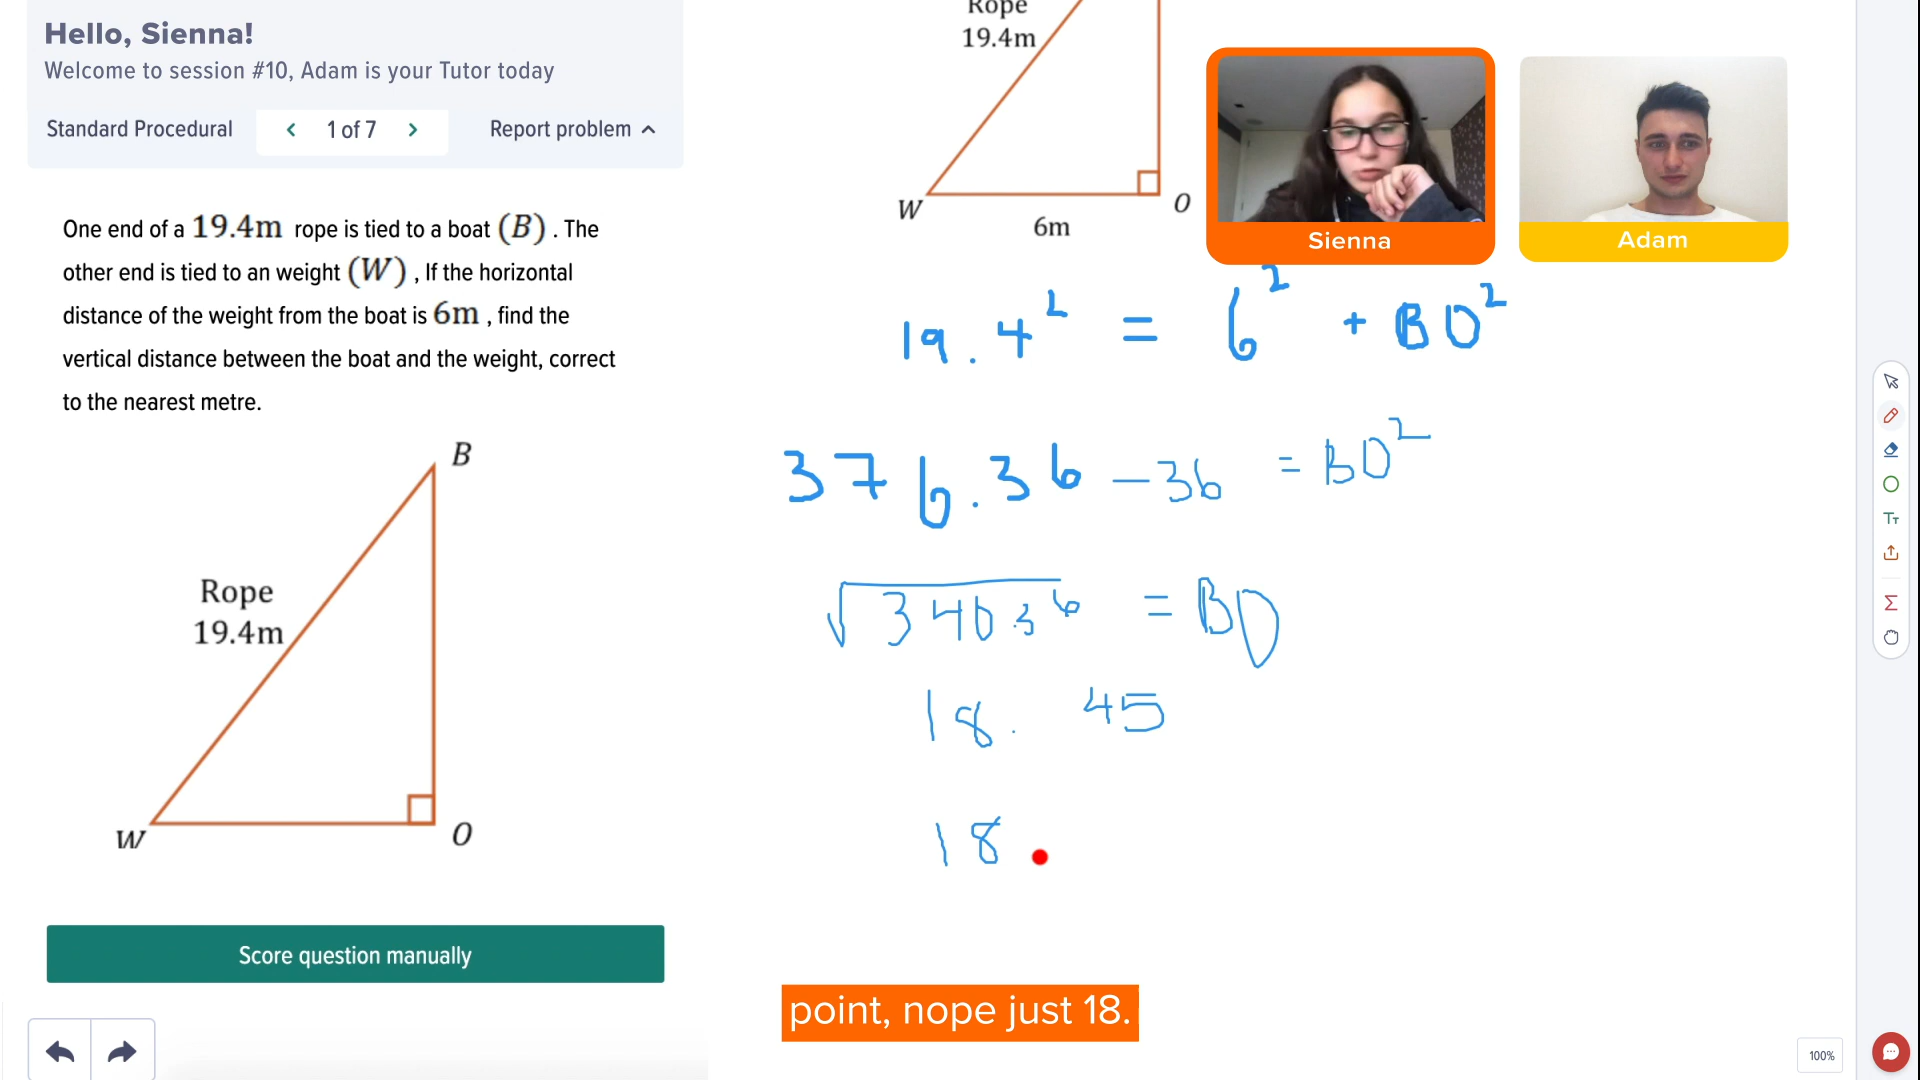 Hello, Sienna!
Welcome to session #10, Adam is your Tutor today
Standard Procedural
1 of 7
Report problem
One end of a 19.4m rope is tied to a boat (B) . The
other end is tied to an weight (W) , If the horizontal
distance of the weight from the boat is 6m , find the
vertical distance between the boat and the weight, correct
to the nearest metre.
B
Rope
19.4m
W
O
Score question manually
Rope
19.4m
W
O
6m
Sienna
Adam
19.4² = 6² + BO²
376.36 - 36 = BO²
√340.36 = BO
18.45
18
point, nope just 18.
Tт
Σ
100%